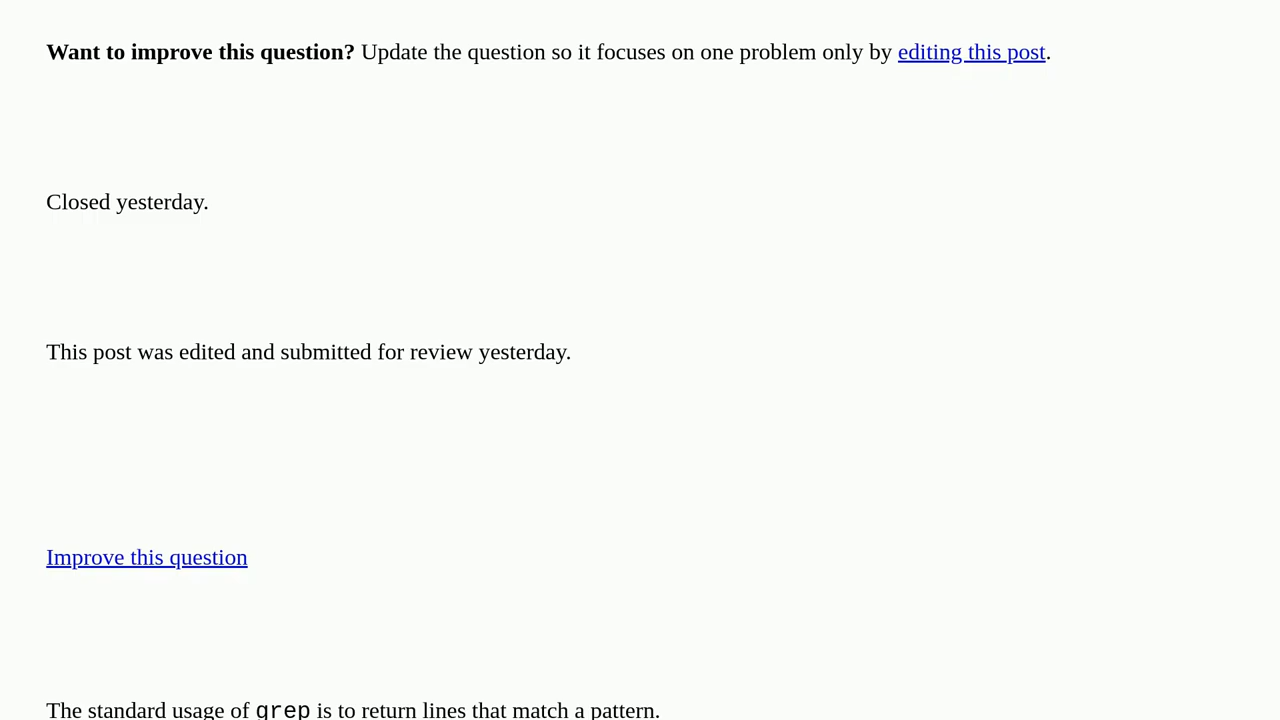 Want to improve this question? Update the question so it focuses on one problem only by editing this post.
Closed yesterday.
This post was edited and submitted for review yesterday.
Improve this question
The standard usage of grep is to return lines that match a pattern.